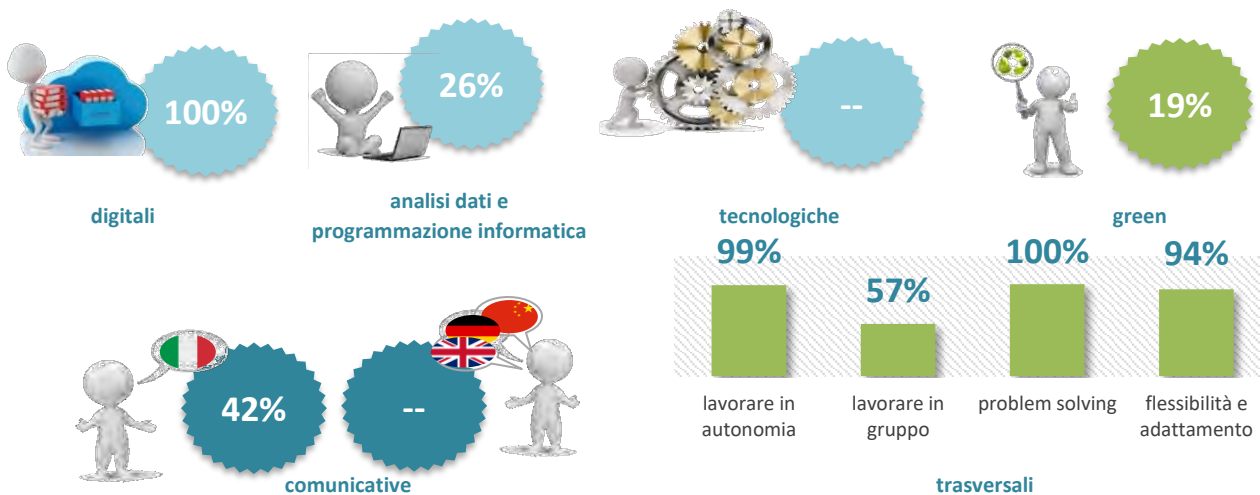 100%
digitali
26%
analisi dati e
programmazione informatica
--
tecnologiche
19%
green
42%
--
comunicative
99%
57%
100%
94%
lavorare in
autonomia
lavorare in
gruppo
problem solving
flessibilità e
adattamento
trasversali